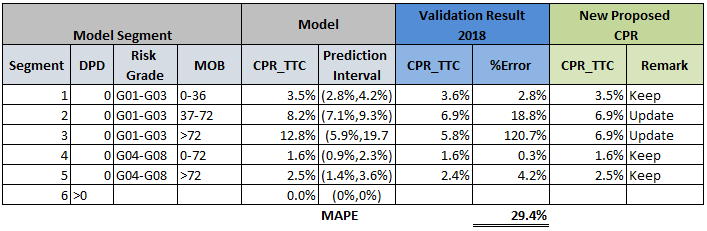 Model Segment Model Validation Result 2018 New Proposed CPR
Segment DPD Risk Grade MOB CPR_TTC Prediction Interval CPR_TTC %Error CPR_TTC Remark
1 0 G01-G03 0-36 3.5% (2.8%,4.2%) 3.6% 2.8% 3.5% Keep
2 0 G01-G03 37-72 8.2% (7.1%,9.3%) 6.9% 18.8% 6.9% Update
3 0 G01-G03 >72 12.8% (5.9%,19.7 5.8% 120.7% 6.9% Update
4 0 G04-G08 0-72 1.6% (0.9%,2.3%) 1.6% 0.3% 1.6% Keep
5 0 G04-G08 >72 2.5% (1.4%,3.6%) 2.4% 4.2% 2.5% Keep
6 >0 0.0% (0%,0%)
MAPE 29.4%